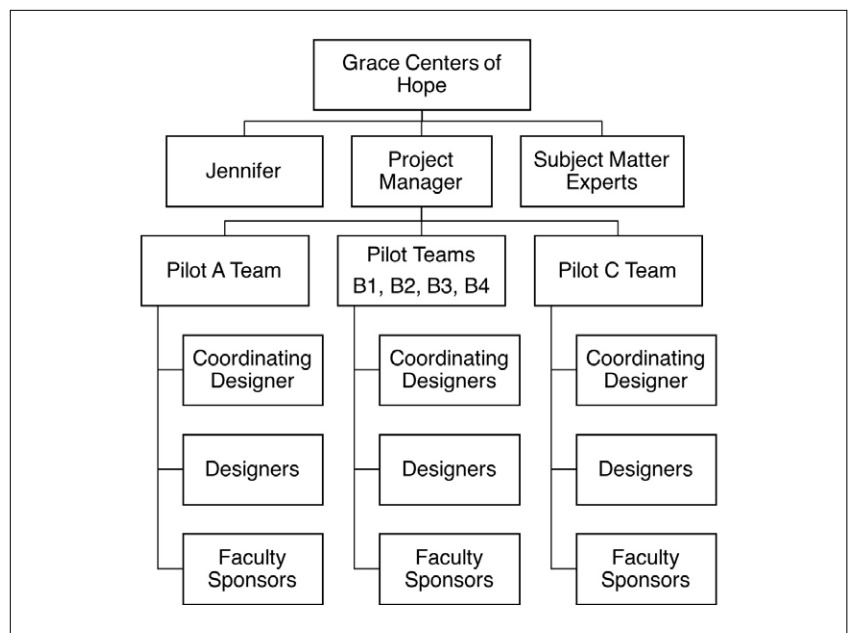 Grace Centers of
Hope
Jennifer
Project
Manager
Subject Matter
Experts
Pilot A Team
Pilot Teams
B1, B2, B3, B4
Pilot C Team
Coordinating
Designer
Coordinating
Designers
Coordinating
Designer
Designers
Designers
Designers
Faculty
Sponsors
Faculty
Sponsors
Faculty
Sponsors